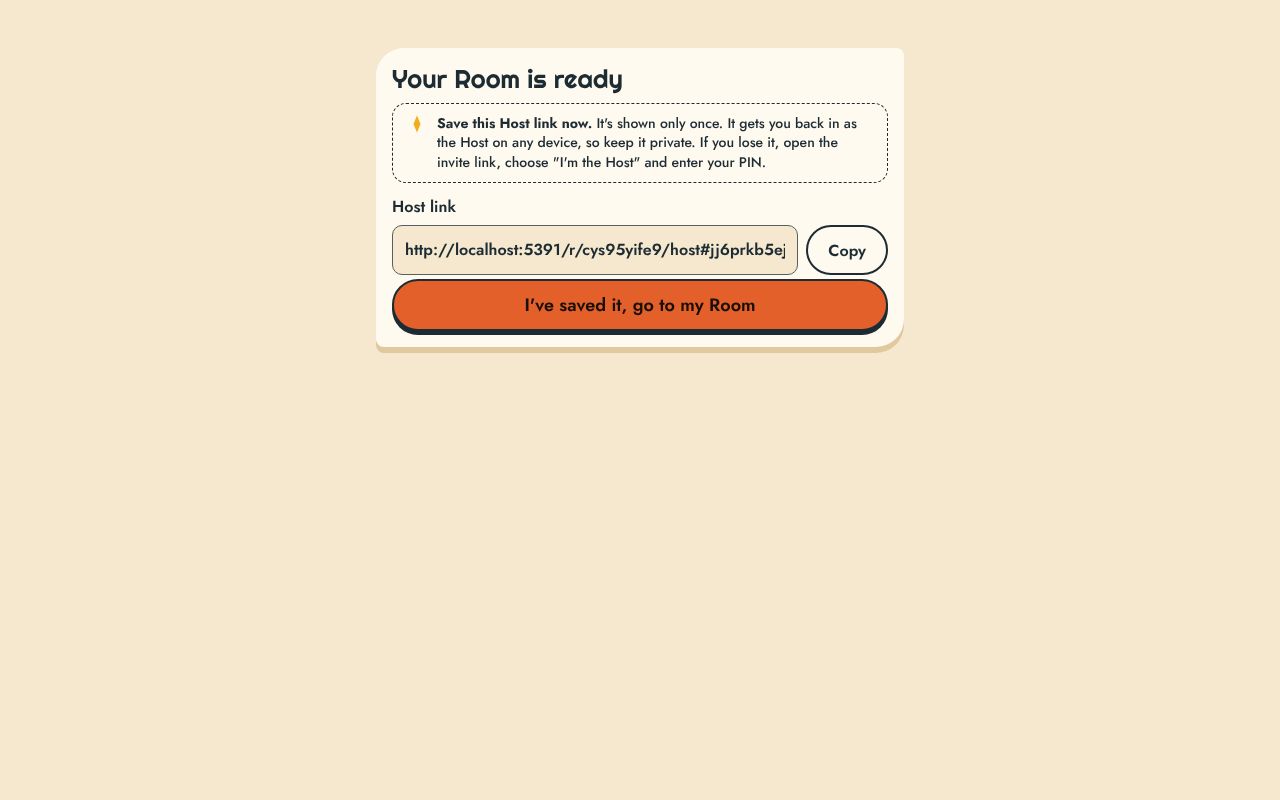 Your Room is ready
Save this Host link now. It's shown only once. It gets you back in as
the Host on any device, so keep it private. If you lose it, open the
invite link, choose "I'm the Host" and enter your PIN.
Host link
http://localhost:5391/r/cys95yife9/host#jj6prkb5ej
Copy
I've saved it, go to my Room